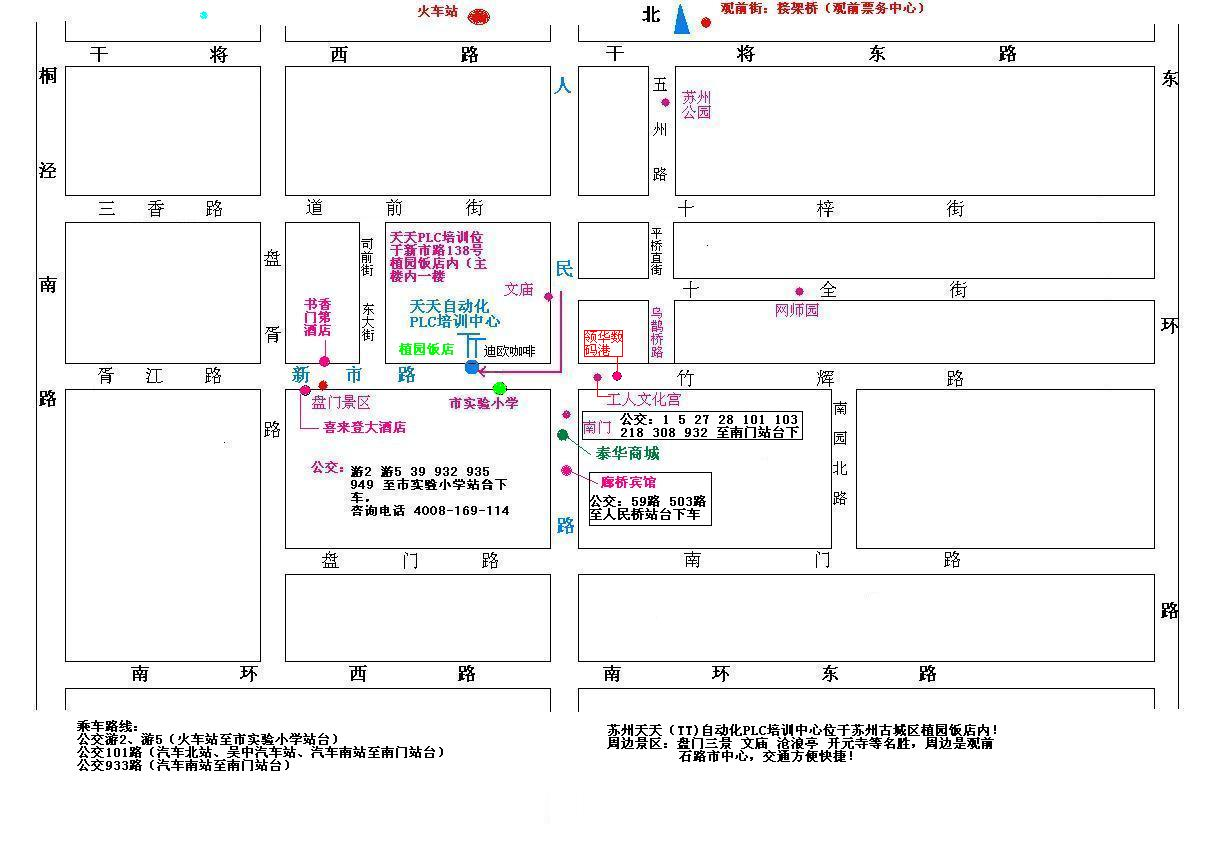 火车站
北
观前街：接架桥（观前票务中心）
干 将 西 路
干 将 东 路
桐 泾 南 路
人 民 路
五 州 路
东 环 路
苏州
公园
三 香 路
道 前 街
十 梓 街
盘 胥 路
司前街
东大街
天天PLC培训位
于新市路138号
植园饭店内（主
楼内一楼
平桥直街
文庙
十 全 街
网师园
书香
门第
酒店
天天自动化
PLC培训中心
乌鹊桥路
领华数
码港
植园饭店
迪欧咖啡
胥 江 路
新 市 路
竹 辉 路
盘门景区
市实验小学
工人文化宫
喜来登大酒店
南门
公交：1 5 27 28 101 103
218 308 932 至南门站台下
南园北路
泰华商城
公交：
游2 游5 39 932 935
949 至市实验小学站台下
车，
咨询电话 4008-169-114
廊桥宾馆
公交：59路 503路
至人民桥站台下车
盘 门 路
南 门 路
南 环 西 路
南 环 东 路
乘车路线：
公交游2、游5（火车站至市实验小学站台）
公交101路（汽车北站、吴中汽车站、汽车南站至南门站台）
公交933路（汽车南站至南门站台）
苏州天天（TT)自动化PLC培训中心位于苏州古城区植园饭店内！
周边景区：盘门三景 文庙 沧浪亭 开元寺等名胜，周边是观前
石路市中心，交通方便快捷！